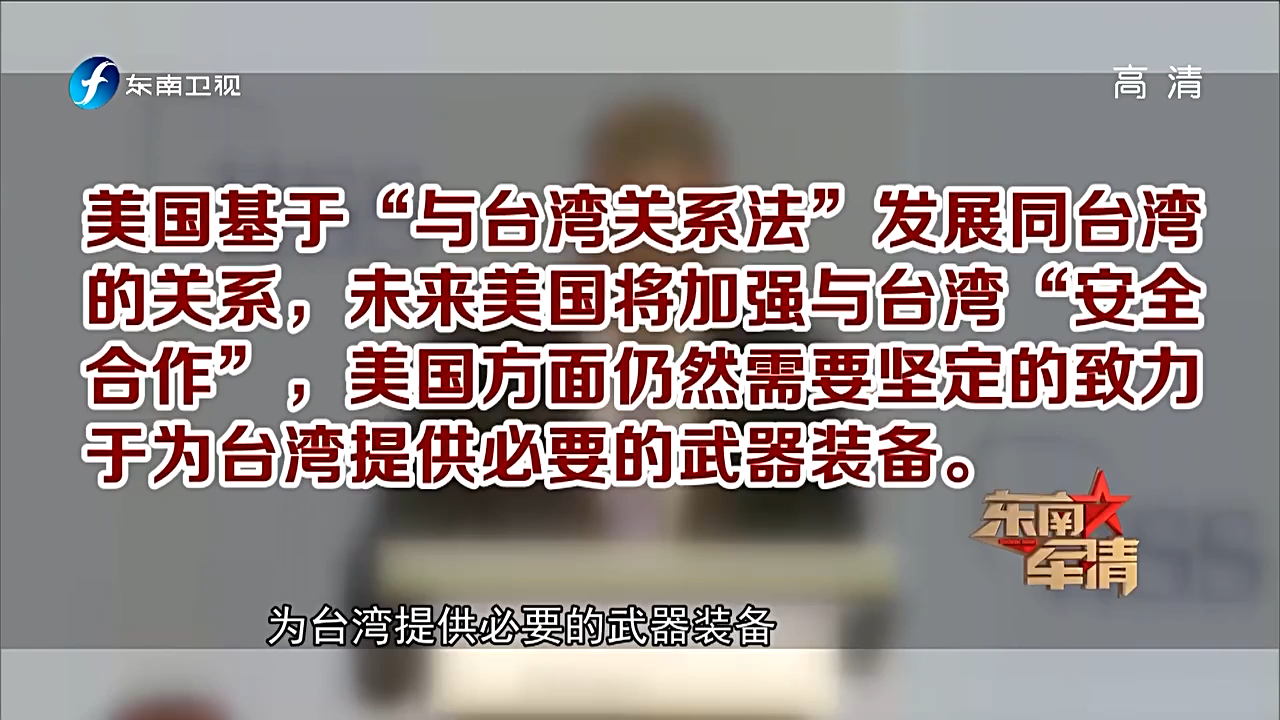 东南卫视
高清
美国基于“与台湾关系法”发展同台湾
的关系，未来美国将加强与台湾“安全
合作”，美国方面仍然需要坚定的致力
于为台湾提供必要的武器装备。
东南
军情
为台湾提供必要的武器装备